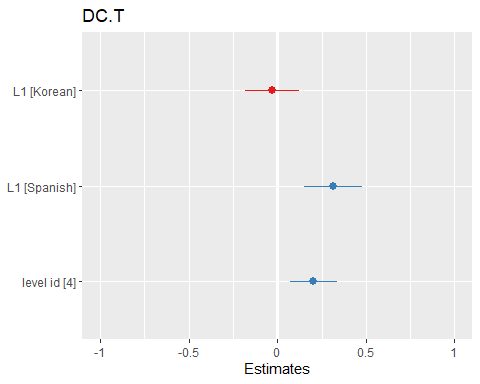 DC.T
L1 [Korean]
L1 [Spanish]
level id [4]
-1 -0.5 0 0.5 1
Estimates